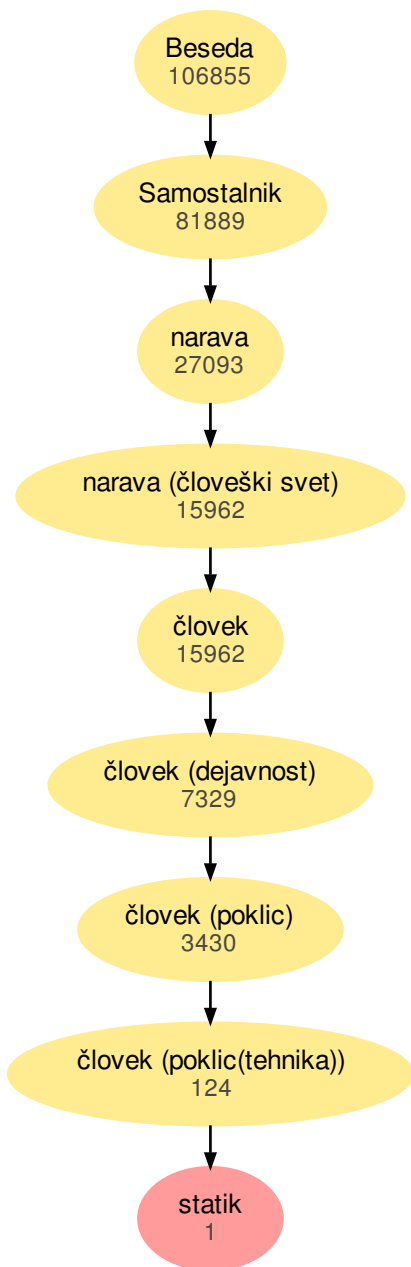 Beseda
106855
Samostalnik
81889
narava
27093
narava (človeški svet)
15962
človek
15962
človek (dejavnost)
7329
človek (poklic)
3430
človek (poklic(tehnika))
124
statik
1